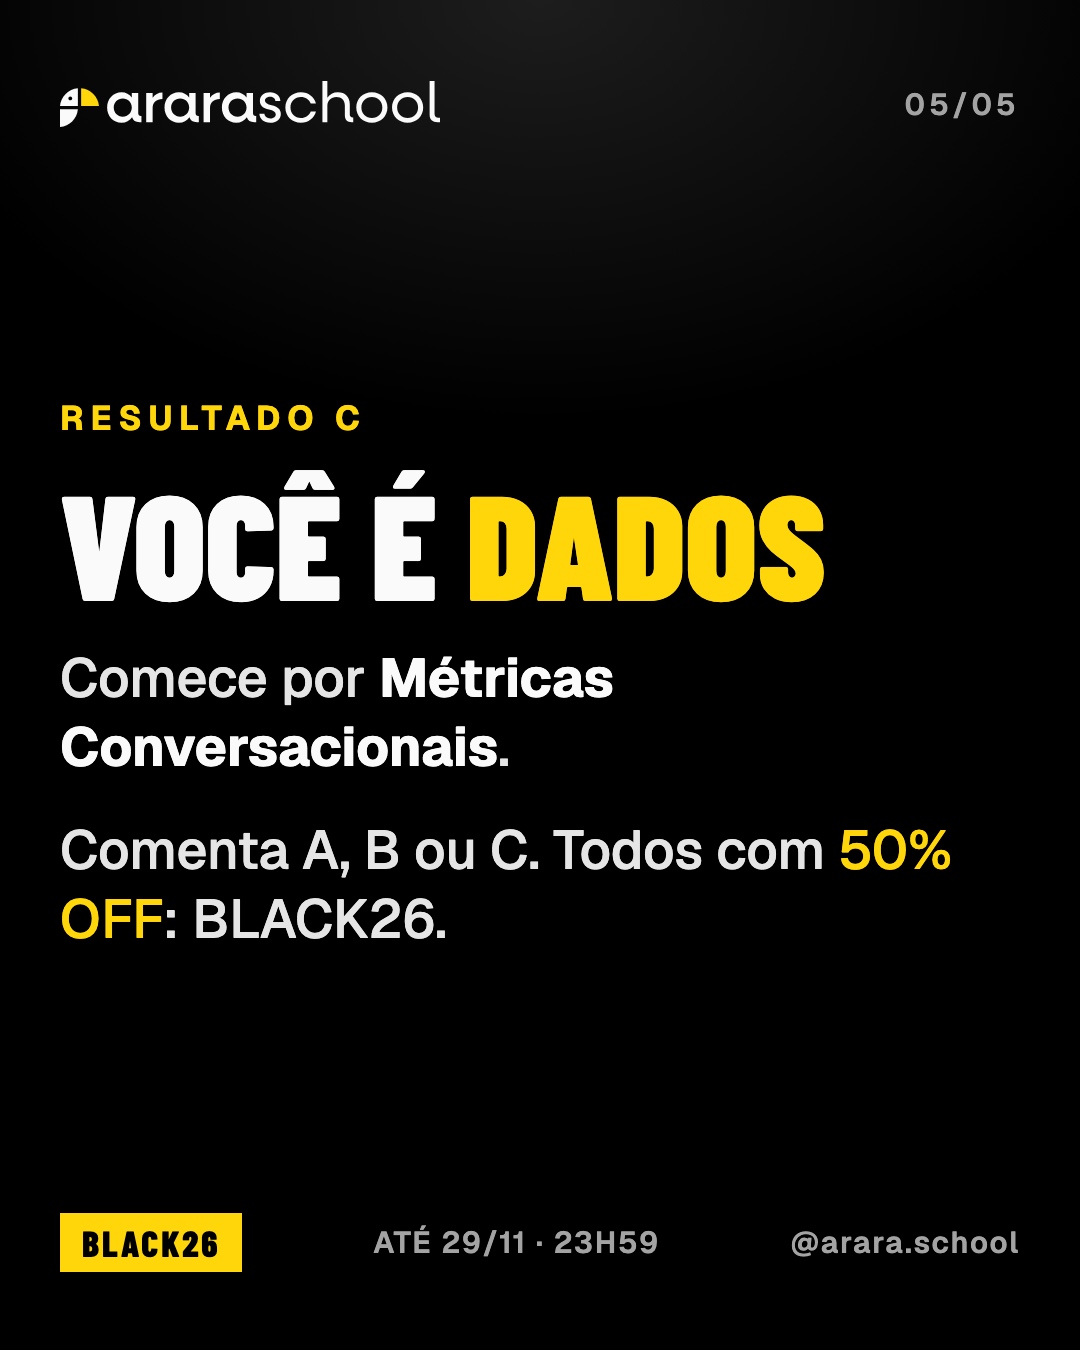 araraschool
05/05
RESULTADO C
VOCÊ É DADOS
Comece por Métricas
Conversacionais.
Comenta A, B ou C. Todos com 50%
OFF: BLACK26.
BLACK26
ATÉ 29/11 · 23H59
@arara.school